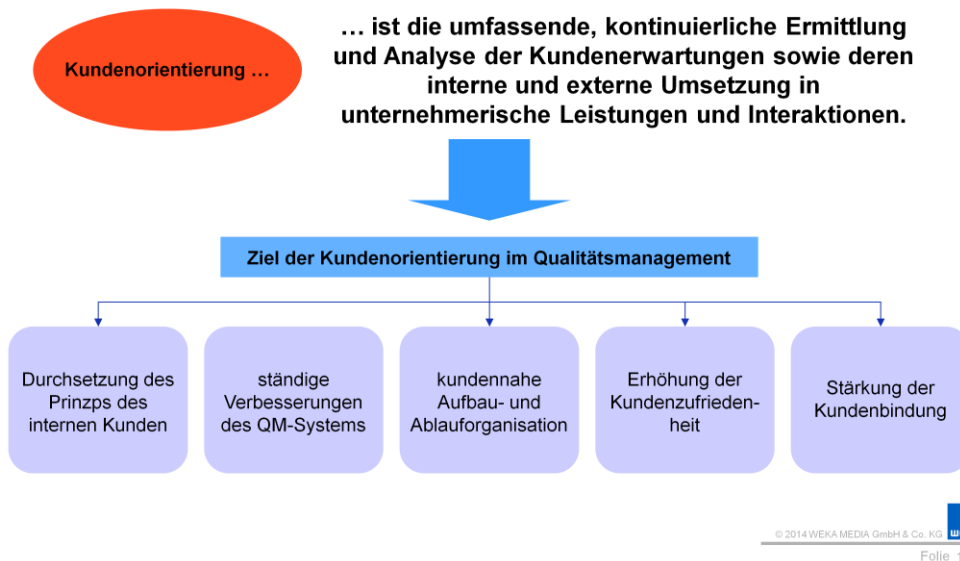 Kundenorientierung …
… ist die umfassende, kontinuierliche Ermittlung
und Analyse der Kundenerwartungen sowie deren
interne und externe Umsetzung in
unternehmerische Leistungen und Interaktionen.
Ziel der Kundenorientierung im Qualitätsmanagement
Durchsetzung des
Prinzps des
internen Kunden
ständige
Verbesserungen
des QM-Systems
kundennahe
Aufbau- und
Ablauforganisation
Erhöhung der
Kundenzufrieden-
heit
Stärkung der
Kundenbindung
© 2014 WEKA MEDIA GmbH & Co. KG
Folie 1